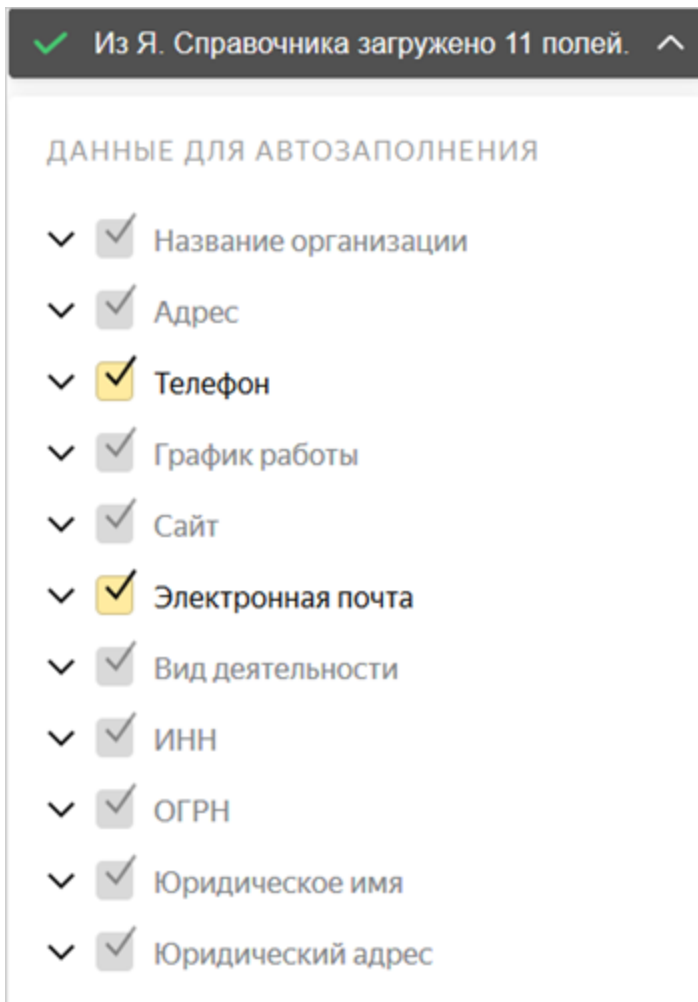 Из Я. Справочника загружено 11 полей.
ДАННЫЕ ДЛЯ АВТОЗАПОЛНЕНИЯ
Название организации
Адрес
Телефон
График работы
Сайт
Электронная почта
Вид деятельности
ИНН
ОГРН
Юридическое имя
Юридический адрес